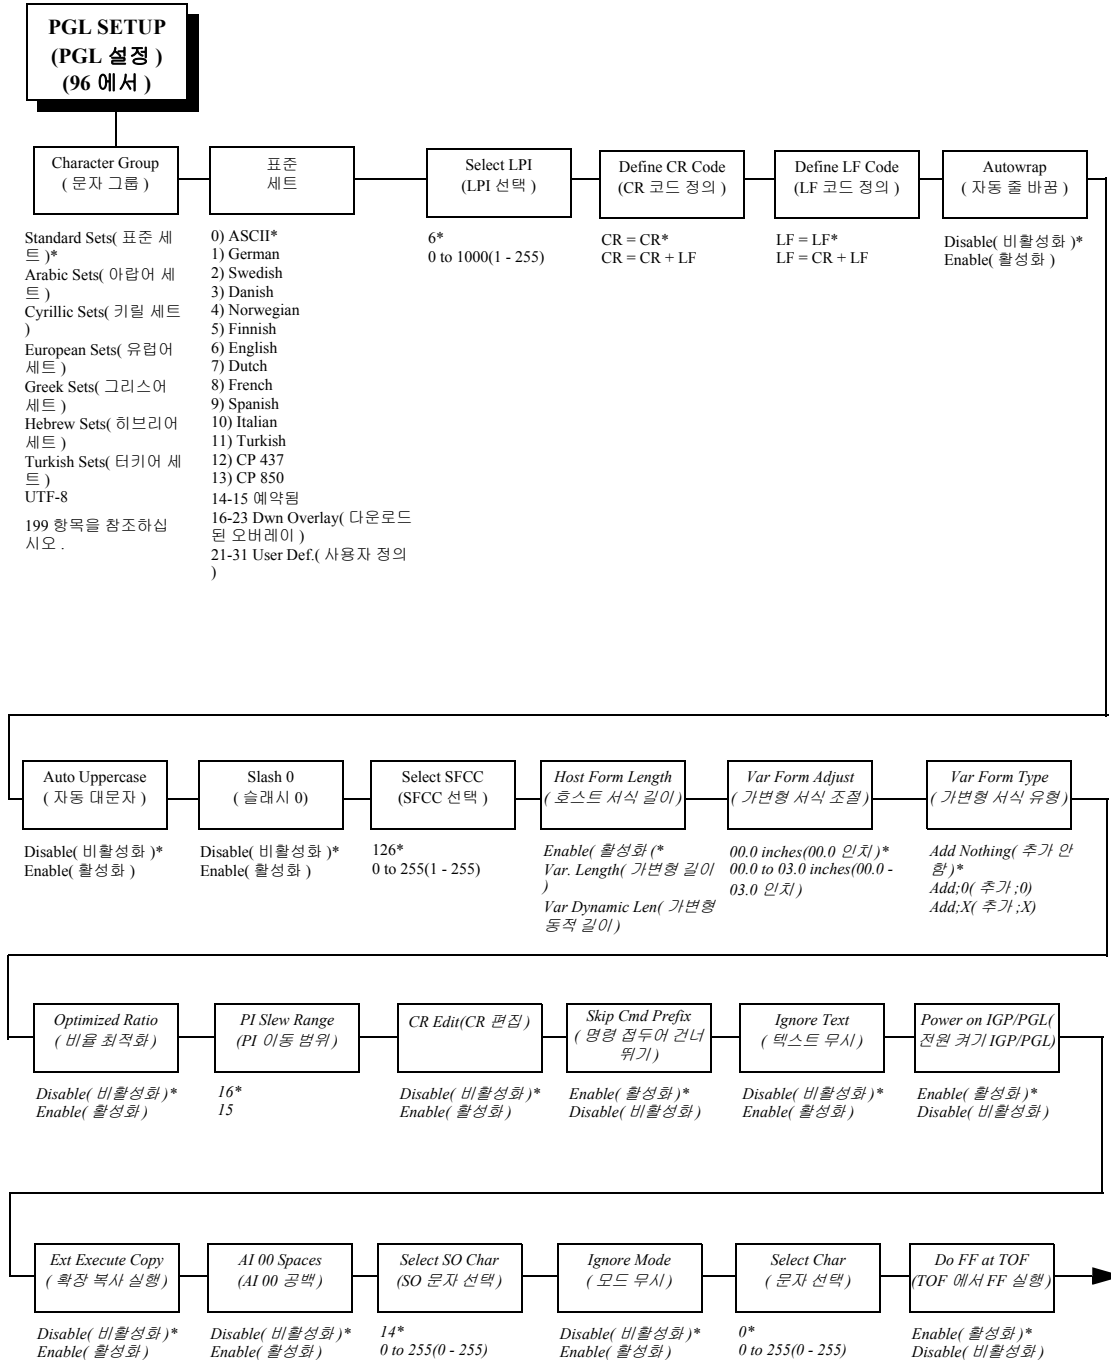 PGL SETUP
(PGL 설정 )
(96 에서 )
Character Group
( 문자 그룹 )
Standard Sets( 표준 세
트 )*
Arabic Sets( 아랍어 세
트 )
Cyrillic Sets( 키릴 세트
)
European Sets( 유럽어
세트 )
Greek Sets( 그리스어
세트 )
Hebrew Sets( 히브리어
세트 )
Turkish Sets( 터키어 세
트 )
UTF-8
199 항목을 참조하십
시오 .
표준
세트
0) ASCII*
1) German
2) Swedish
3) Danish
4) Norwegian
5) Finnish
6) English
7) Dutch
8) French
9) Spanish
10) Italian
11) Turkish
12) CP 437
13) CP 850
14-15 예약됨
16-23 Dwn Overlay( 다운로드
된 오버레이 )
21-31 User Def.( 사용자 정의
)
Select LPI
(LPI 선택 )
6*
0 to 1000(1 - 255)
Define CR Code
(CR 코드 정의 )
CR = CR*
CR = CR + LF
Define LF Code
(LF 코드 정의 )
LF = LF*
LF = CR + LF
Autowrap
( 자동 줄 바꿈 )
Disable( 비활성화 )*
Enable( 활성화 )
Auto Uppercase
( 자동 대문자 )
Disable( 비활성화 )*
Enable( 활성화 )
Slash 0
( 슬래시 0)
Disable( 비활성화 )*
Enable( 활성화 )
Select SFCC
(SFCC 선택 )
126*
0 to 255(1 - 255)
Host Form Length
( 호스트 서식 길이 )
Enable( 활성화 (*
Var. Length( 가변형 길이
)
Var Dynamic Len( 가변형
동적 길이 )
Var Form Adjust
( 가변형 서식 조절 )
00.0 inches(00.0 인치 )*
00.0 to 03.0 inches(00.0 -
03.0 인치 )
Var Form Type
( 가변형 서식 유형 )
Add Nothing( 추가 안
함 )*
Add;0( 추가 ;0)
Add;X( 추가 ;X)
Optimized Ratio
( 비율 최적화 )
Disable( 비활성화 )*
Enable( 활성화 )
PI Slew Range
(PI 이동 범위 )
16*
15
CR Edit(CR 편집 )
Disable( 비활성화 )*
Enable( 활성화 )
Skip Cmd Prefix
( 명령 접두어 건너
뛰기 )
Enable( 활성화 )*
Disable( 비활성화 )
Ignore Text
( 텍스트 무시 )
Disable( 비활성화 )*
Enable( 활성화 )
Power on IGP/PGL(
전원 켜기 IGP/PGL)
Enable( 활성화 )*
Disable( 비활성화 )
Ext Execute Copy
( 확장 복사 실행 )
Disable( 비활성화 )*
Enable( 활성화 )
AI 00 Spaces
(AI 00 공백 )
Disable( 비활성화 )*
Enable( 활성화 )
Select SO Char
(SO 문자 선택 )
14*
0 to 255(0 - 255)
Ignore Mode
( 모드 무시 )
Disable( 비활성화 )*
Enable( 활성화 )
Select Char
( 문자 선택 )
0*
0 to 255(0 - 255)
Do FF at TOF
(TOF 에서 FF 실행 )
Enable( 활성화 )*
Disable( 비활성화 )